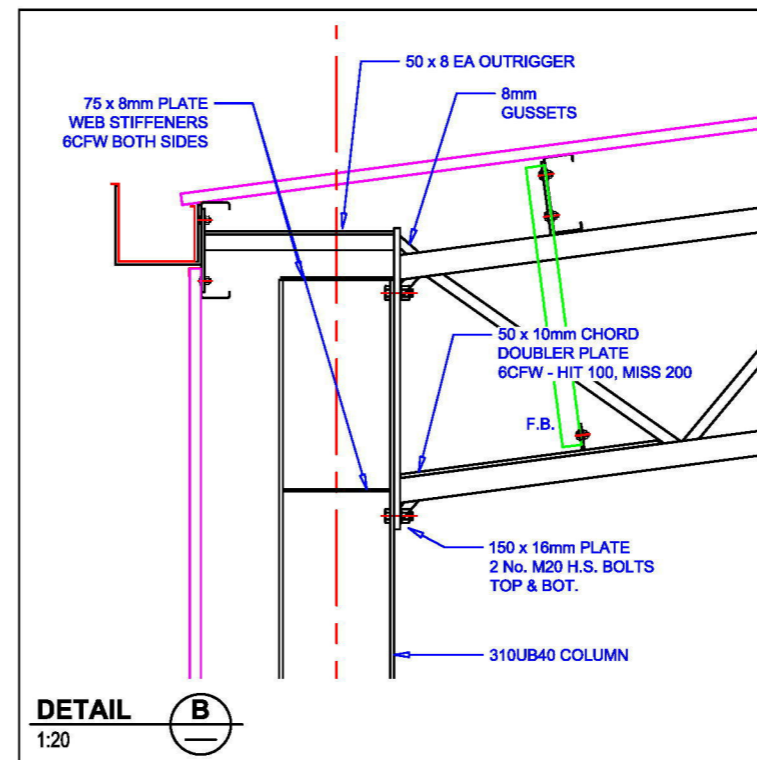 50 x 8 EA OUTRIGGER
75 x 8mm PLATE
WEB STIFFENERS
6CFW BOTH SIDES
8mm
GUSSETS
50 x 10mm CHORD
DOUBLER PLATE
6CFW - HIT 100, MISS 200
F.B.
150 x 16mm PLATE
2 No. M20 H.S. BOLTS
TOP & BOT.
310UB40 COLUMN
DETAIL B
1:20